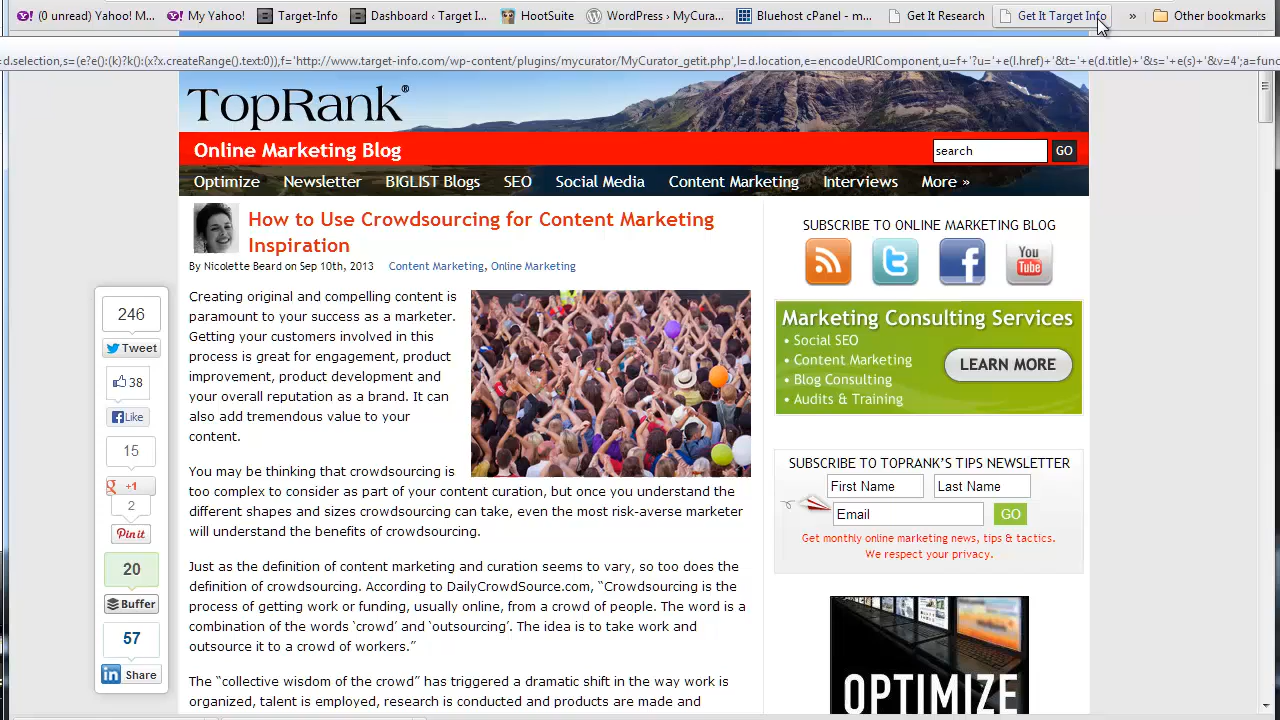 (0 unread) Yahoo! M... My Yahoo! Target-Info Dashboard ‹ Target I... HootSuite WordPress › MyCura... Bluehost cPanel - m... Get It Research Get It Target Info » Other bookmarks
=d.selection,s=(e?e():(k)?k():(x?x.createRange().text:0)),f='http://www.target-info.com/wp-content/plugins/mycurator/MyCurator_getit.php',l=d.location,e=encodeURIComponent,u=f+'?u='+e(l.href)+'&t='+e(d.title)+'&s='+e(s)+'&v=4';a=func
TopRank®
Online Marketing Blog
search GO
Optimize Newsletter BIGLIST Blogs SEO Social Media Content Marketing Interviews More »
How to Use Crowdsourcing for Content Marketing
Inspiration
By Nicolette Beard on Sep 10th, 2013 Content Marketing, Online Marketing
Creating original and compelling content is
paramount to your success as a marketer.
Getting your customers involved in this
process is great for engagement, product
improvement, product development and
your overall reputation as a brand. It can
also add tremendous value to your
content.
You may be thinking that crowdsourcing is
too complex to consider as part of your content curation, but once you understand the
different shapes and sizes crowdsourcing can take, even the most risk-averse marketer
will understand the benefits of crowdsourcing.
Just as the definition of content marketing and curation seems to vary, so too does the
definition of crowdsourcing. According to DailyCrowdSource.com, “Crowdsourcing is the
process of getting work or funding, usually online, from a crowd of people. The word is a
combination of the words ‘crowd’ and ‘outsourcing’. The idea is to take work and
outsource it to a crowd of workers.”
The “collective wisdom of the crowd” has triggered a dramatic shift in the way work is
organized, talent is employed, research is conducted and products are made and
246
Tweet
38
Like
15
+1
2
Pin it
20
Buffer
57
in Share
SUBSCRIBE TO ONLINE MARKETING BLOG
You
Tube
Marketing Consulting Services
• Social SEO
• Content Marketing
• Blog Consulting
• Audits & Training
LEARN MORE
SUBSCRIBE TO TOPRANK'S TIPS NEWSLETTER
First Name Last Name
Email GO
Get monthly online marketing news, tips & tactics.
We respect your privacy.
OPTIMIZE